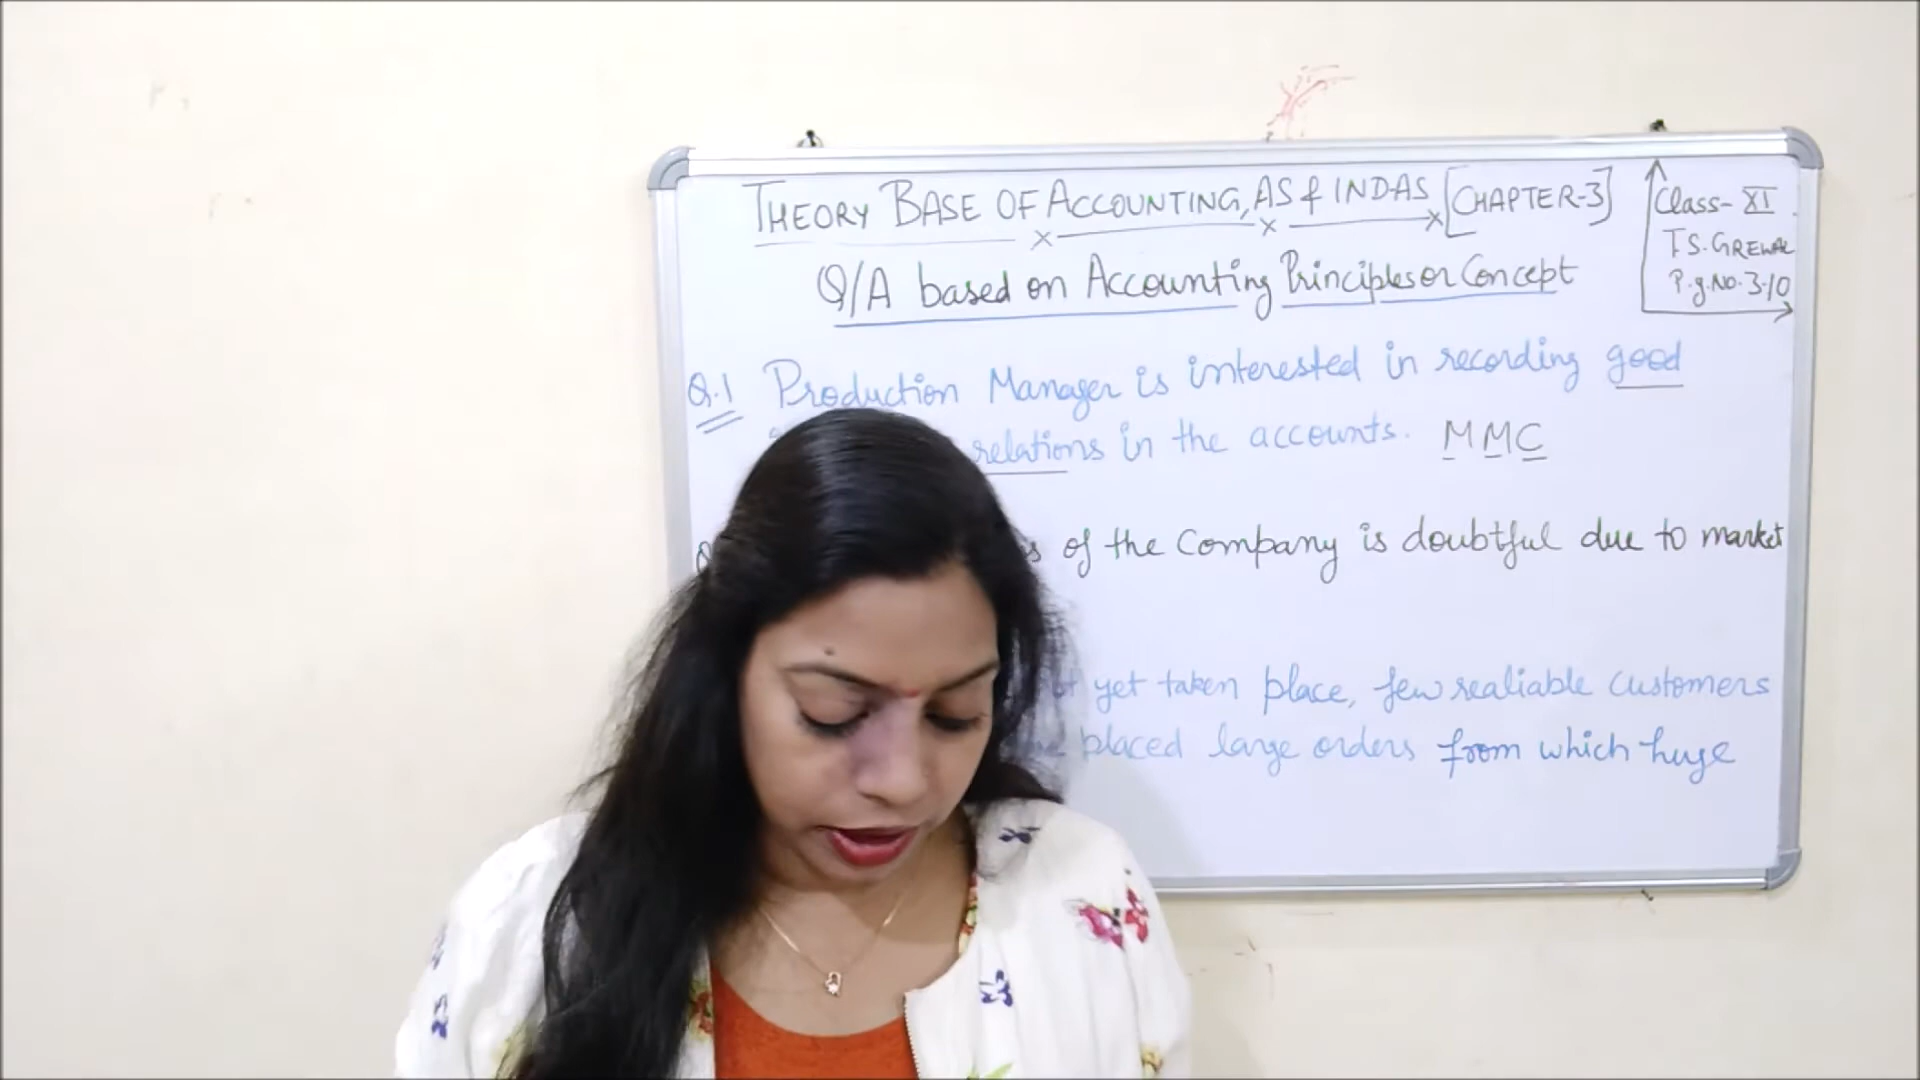 THEORY BASE OF ACCOUNTING, AS & IND-AS [CHAPTER-3]
Class- XI
T.S. GREWAL
P.g.No.3.10
Q/A based on Accounting Principles or Concept
Q.1 Production Manager is interested in recording good
relations in the accounts. MMC
of the Company is doubtful due to market
yet taken place, few realiable customers
placed large orders from which huge